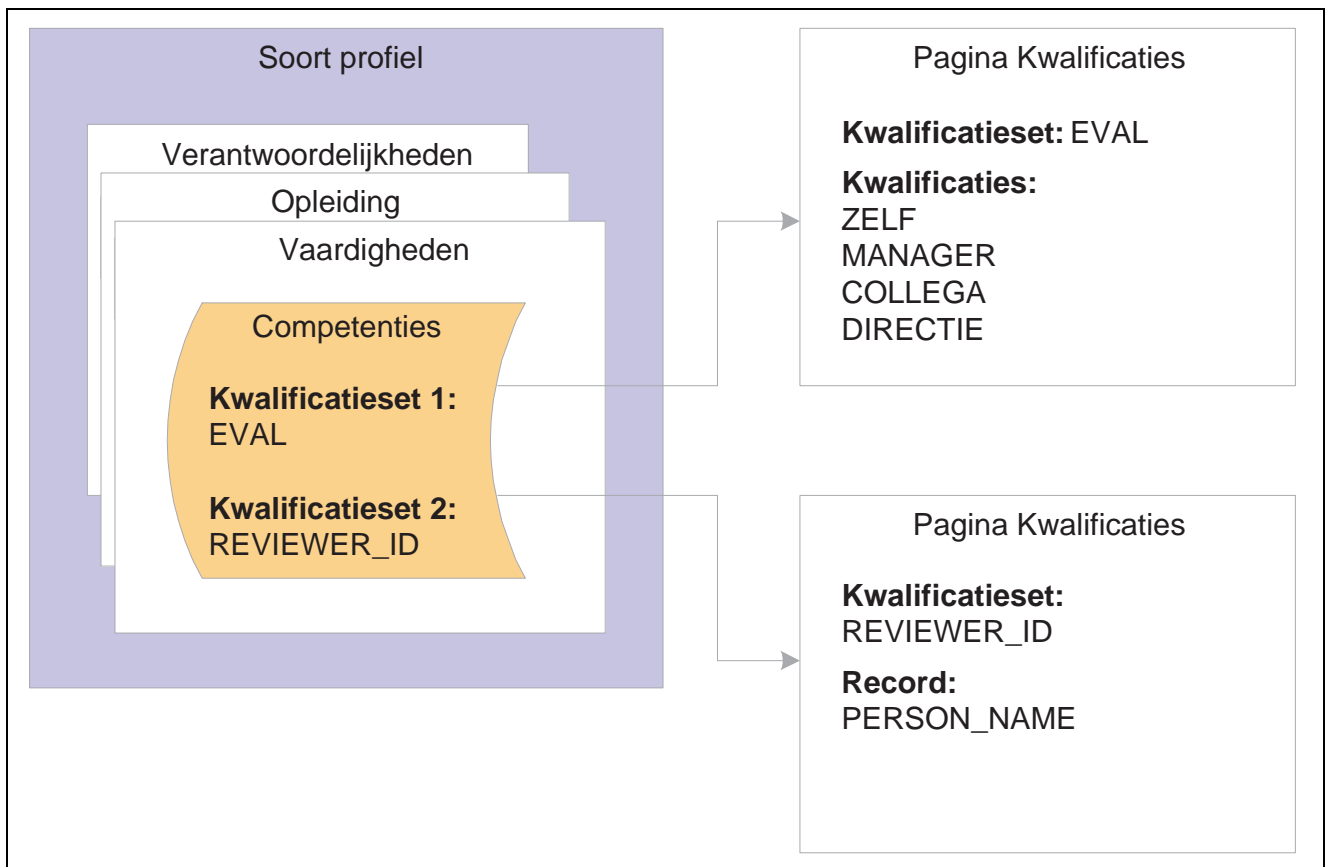 Soort profiel
Verantwoordelijkheden
Opleiding
Vaardigheden
Competenties
Kwalificatieset 1:
EVAL
Kwalificatieset 2:
REVIEWER_ID
Pagina Kwalificaties
Kwalificatieset: EVAL
Kwalificaties:
ZELF
MANAGER
COLLEGA
DIRECTIE
Pagina Kwalificaties
Kwalificatieset:
REVIEWER_ID
Record:
PERSON_NAME